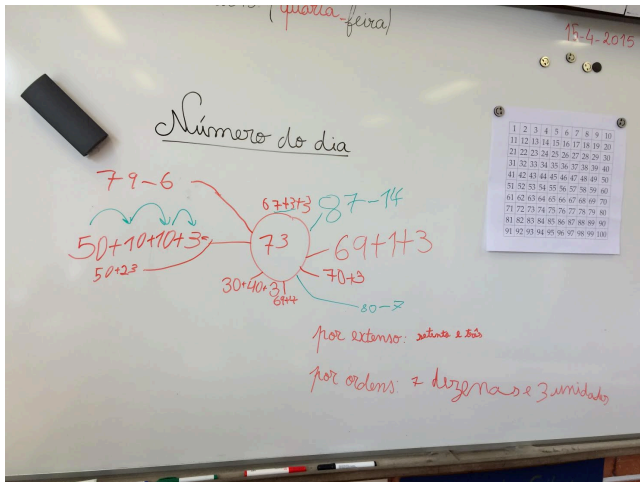 (quarta-feira)
15-4-2015
Número do dia
1 2 3 4 5 6 7 8 9 10
11 12 13 14 15 16 17 18 19 20
21 22 23 24 25 26 27 28 29 30
31 32 33 34 35 36 37 38 39 40
41 42 43 44 45 46 47 48 49 50
51 52 53 54 55 56 57 58 59 60
61 62 63 64 65 66 67 68 69 70
71 72 73 74 75 76 77 78 79 80
81 82 83 84 85 86 87 88 89 90
91 92 93 94 95 96 97 98 99 100
79-6
67+3+3
87-14
50+10+10+3=
73
69+1+3
50+23
70+3
30+40+3
69+4
80-7
por extenso: setenta e três
por ordens: 7 dizenas e 3 unidades